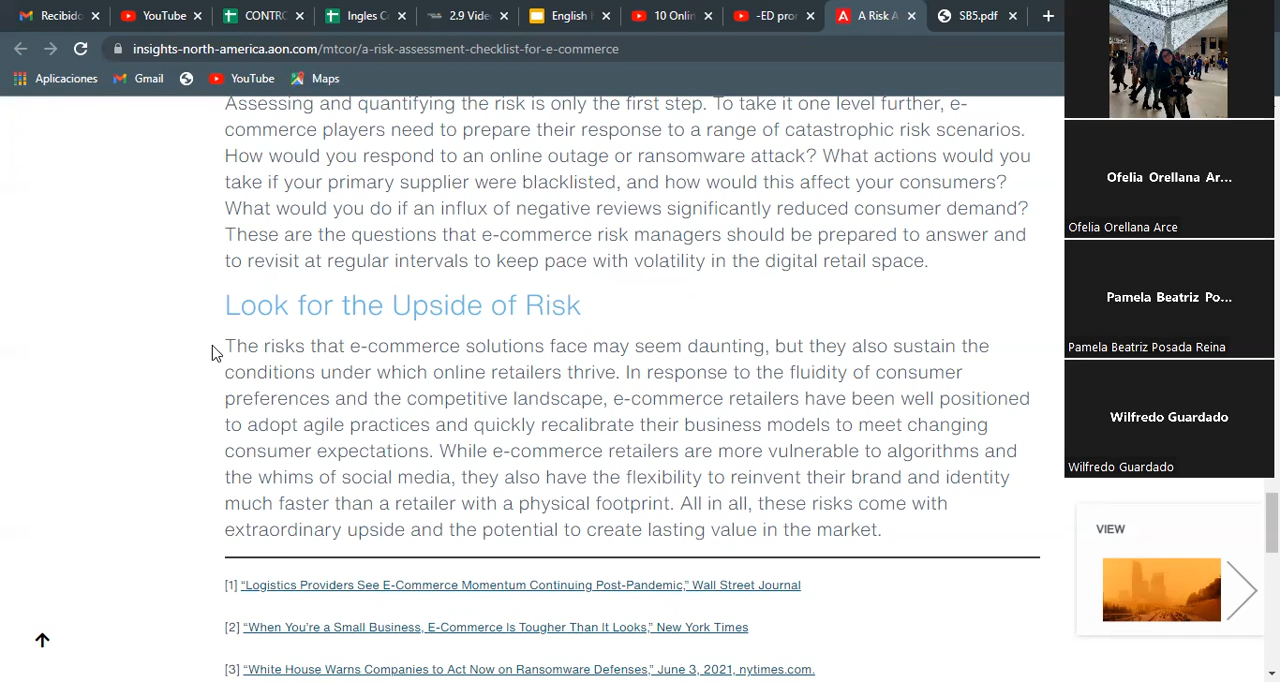 Recibido
YouTube
CONTRO
Ingles Co
2.9 Vide
English I
10 Onlin
-ED pro
A Risk A
SB5.pdf
insights-north-america.aon.com/mtcor/a-risk-assessment-checklist-for-e-commerce
Aplicaciones
Gmail
YouTube
Maps
Assessing and quantifying the risk is only the first step. To take it one level further, e-
commerce players need to prepare their response to a range of catastrophic risk scenarios.
How would you respond to an online outage or ransomware attack? What actions would you
take if your primary supplier were blacklisted, and how would this affect your consumers?
What would you do if an influx of negative reviews significantly reduced consumer demand?
These are the questions that e-commerce risk managers should be prepared to answer and
to revisit at regular intervals to keep pace with volatility in the digital retail space.
Look for the Upside of Risk
The risks that e-commerce solutions face may seem daunting, but they also sustain the
conditions under which online retailers thrive. In response to the fluidity of consumer
preferences and the competitive landscape, e-commerce retailers have been well positioned
to adopt agile practices and quickly recalibrate their business models to meet changing
consumer expectations. While e-commerce retailers are more vulnerable to algorithms and
the whims of social media, they also have the flexibility to reinvent their brand and identity
much faster than a retailer with a physical footprint. All in all, these risks come with
extraordinary upside and the potential to create lasting value in the market.
[1] “Logistics Providers See E-Commerce Momentum Continuing Post-Pandemic,” Wall Street Journal
[2] “When You’re a Small Business, E-Commerce Is Tougher Than It Looks,” New York Times
[3] “White House Warns Companies to Act Now on Ransomware Defenses,” June 3, 2021, nytimes.com.
Ofelia Orellana Ar...
Ofelia Orellana Arce
Pamela Beatriz Po...
Pamela Beatriz Posada Reina
Wilfredo Guardado
Wilfredo Guardado
VIEW